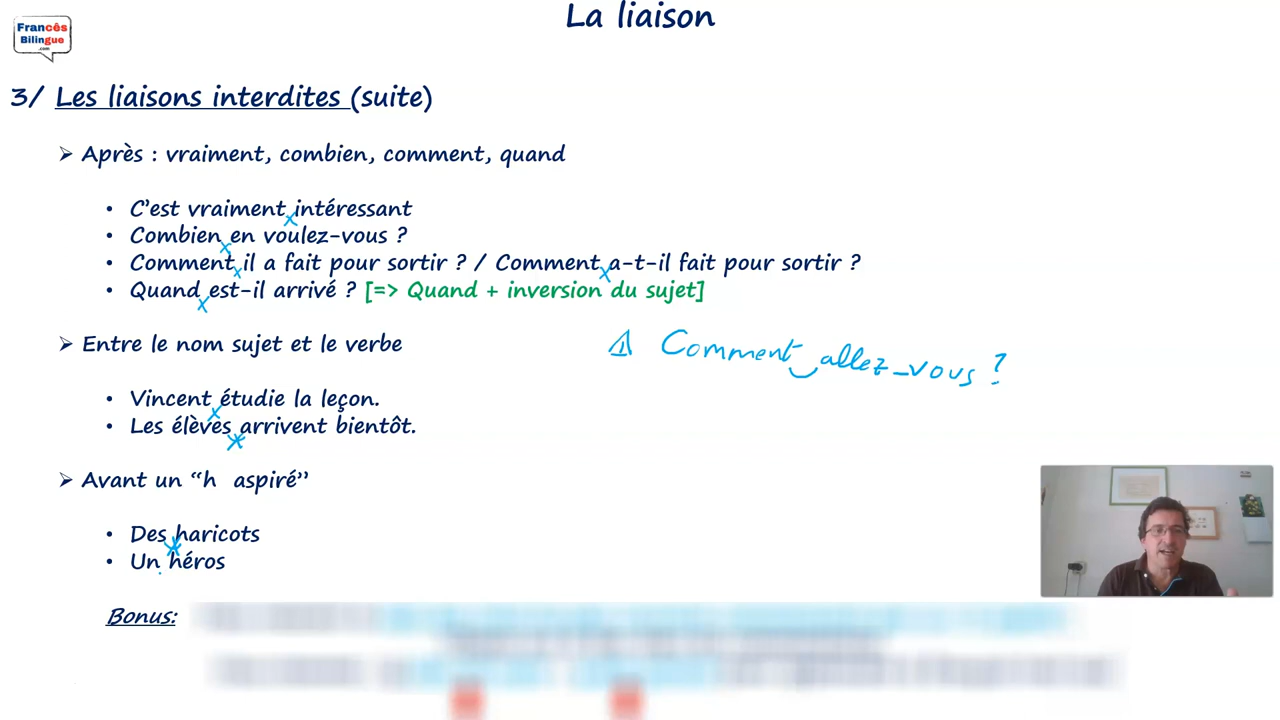 La liaison
Francês
Bilingue
.com
3/ Les liaisons interdites (suite)
➢ Après : vraiment, combien, comment, quand
• C'est vraiment intéressant
• Combien en voulez-vous ?
• Comment il a fait pour sortir ? / Comment a-t-il fait pour sortir ?
• Quand est-il arrivé ? [=> Quand + inversion du sujet]
➢ Entre le nom sujet et le verbe
⚠ Comment allez-vous ?
• Vincent étudie la leçon.
• Les élèves arrivent bientôt.
➢ Avant un “h aspiré”
• Des haricots
• Un héros
Bonus: